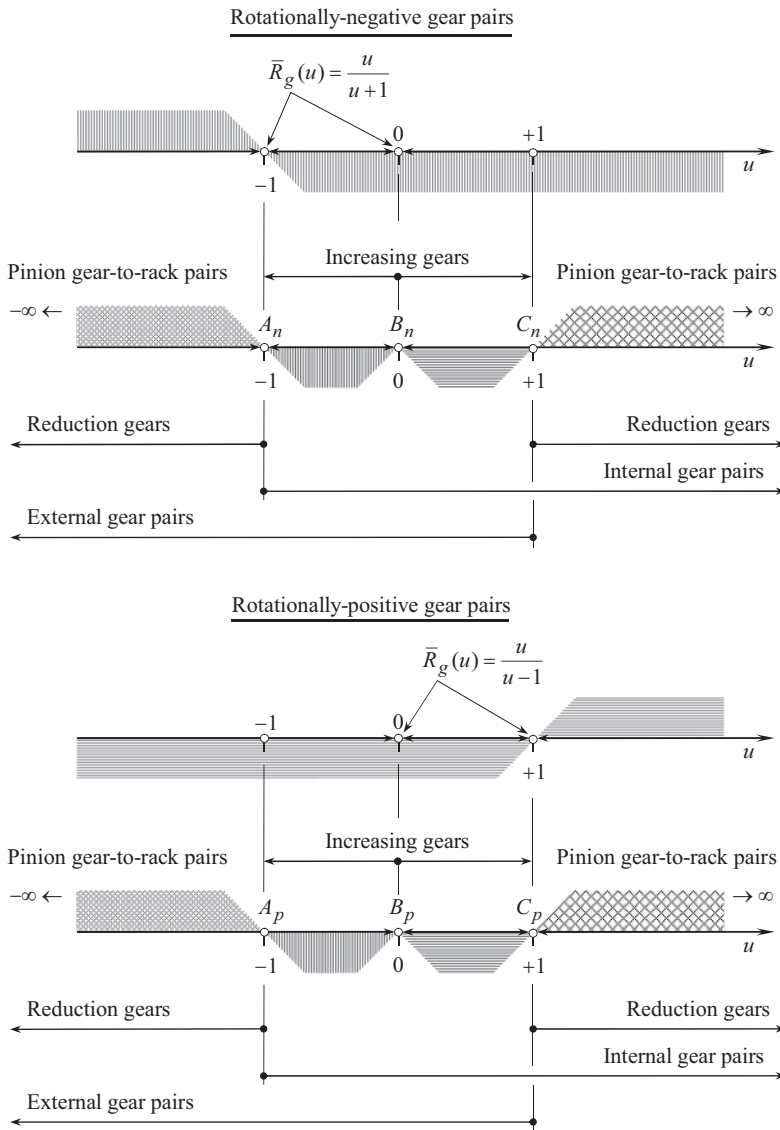 Rotationally-negative gear pairs
R̄g(u) = u/(u+1)
0 +1
−1 u
Increasing gears
Pinion gear-to-rack pairs Pinion gear-to-rack pairs
−∞ ← An Bn Cn → ∞
−1 0 +1 u
Reduction gears Reduction gears
Internal gear pairs
External gear pairs
Rotationally-positive gear pairs
R̄g(u) = u/(u−1)
−1 0
+1 u
Increasing gears
Pinion gear-to-rack pairs Pinion gear-to-rack pairs
−∞ ← Ap Bp Cp → ∞
−1 0 +1 u
Reduction gears Reduction gears
Internal gear pairs
External gear pairs